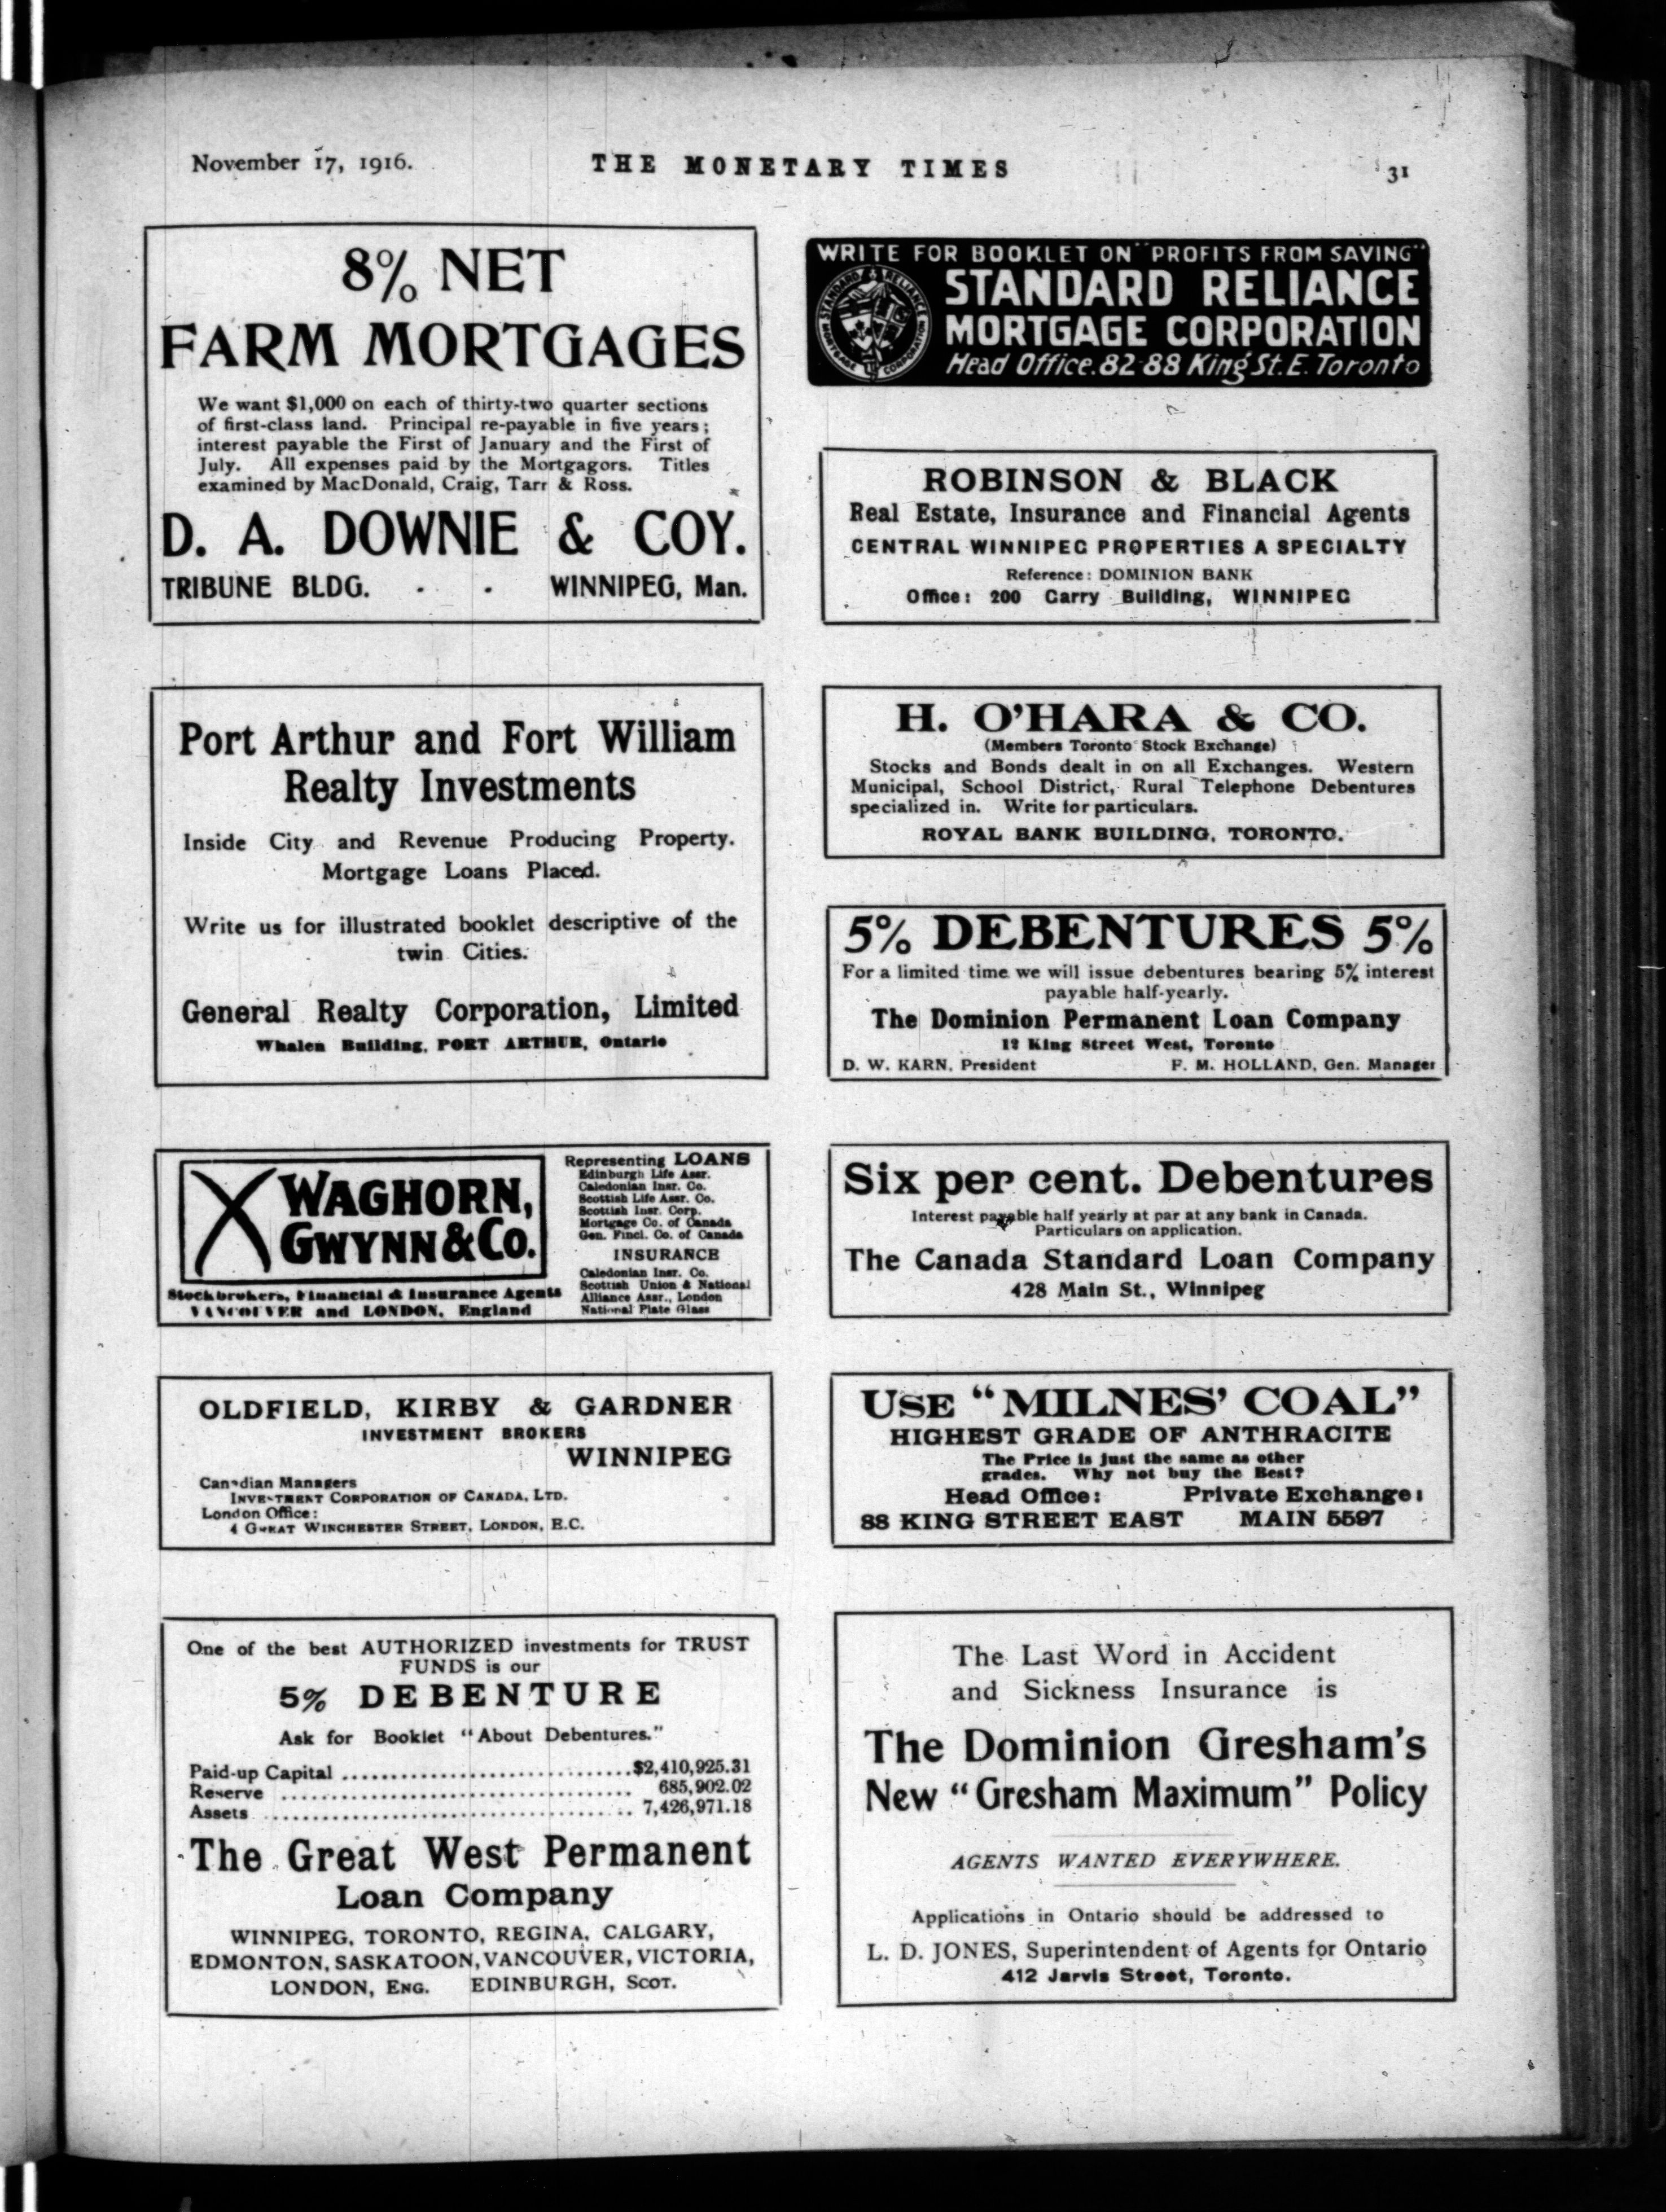 November 17, 1916.
THE MONETARY TIMES
31
8% NET
FARM MORTGAGES
We want $1,000 on each of thirty-two quarter sections
of first-class land. Principal re-payable in five years;
interest payable the First of January and the First of
July. All expenses paid by the Mortgagors. Titles
examined by MacDonald, Craig, Tarr & Ross.
D. A. DOWNIE & COY.
TRIBUNE BLDG. - - WINNIPEG, Man.
Port Arthur and Fort William
Realty Investments
Inside City and Revenue Producing Property.
Mortgage Loans Placed.
Write us for illustrated booklet descriptive of the
twin Cities.
General Realty Corporation, Limited
Whalen Building, PORT ARTHUR, Ontario
WAGHORN,
GWYNN & CO.
Stockbrokers, Financial & Insurance Agents
VANCOUVER and LONDON, England
Representing LOANS
Edinburgh Life Assr.
Caledonian Insr. Co.
Scottish Life Assr. Co.
Scottish Insr. Corp.
Mortgage Co. of Canada
Gen. Fincl. Co. of Canada
INSURANCE
Caledonian Insr. Co.
Scottish Union & National
Alliance Assr., London
National Plate Glass
OLDFIELD, KIRBY & GARDNER
INVESTMENT BROKERS
WINNIPEG
Canadian Managers
INVESTMENT CORPORATION OF CANADA, LTD.
London Office:
4 GREAT WINCHESTER STREET, LONDON, E.C.
One of the best AUTHORIZED investments for TRUST
FUNDS is our
5% DEBENTURE
Ask for Booklet "About Debentures."
Paid-up Capital ..............................$2,410,925.31
Reserve .................................... 685,902.02
Assets ...................................... 7,426,971.18
The Great West Permanent
Loan Company
WINNIPEG, TORONTO, REGINA, CALGARY,
EDMONTON, SASKATOON, VANCOUVER, VICTORIA,
LONDON, ENG. EDINBURGH, SCOT.
WRITE FOR BOOKLET ON "PROFITS FROM SAVING"
STANDARD RELIANCE
MORTGAGE CORPORATION
Head Office. 82-88 King St. E. Toronto
STANDARD RELIANCE MORTGAGE CORPORATION
ROBINSON & BLACK
Real Estate, Insurance and Financial Agents
CENTRAL WINNIPEG PROPERTIES A SPECIALTY
Reference: DOMINION BANK
Office: 200 Garry Building, WINNIPEG
H. O'HARA & CO.
(Members Toronto Stock Exchange)
Stocks and Bonds dealt in on all Exchanges. Western
Municipal, School District, Rural Telephone Debentures
specialized in. Write for particulars.
ROYAL BANK BUILDING, TORONTO.
5% DEBENTURES 5%
For a limited time we will issue debentures bearing 5% interest
payable half-yearly.
The Dominion Permanent Loan Company
12 King Street West, Toronto
D. W. KARN, President F. M. HOLLAND, Gen. Manager
Six per cent. Debentures
Interest payable half yearly at par at any bank in Canada.
Particulars on application.
The Canada Standard Loan Company
428 Main St., Winnipeg
USE "MILNES' COAL"
HIGHEST GRADE OF ANTHRACITE
The Price is just the same as other
grades. Why not buy the Best?
Head Office: Private Exchange:
88 KING STREET EAST MAIN 5597
The Last Word in Accident
and Sickness Insurance is
The Dominion Gresham's
New "Gresham Maximum" Policy
AGENTS WANTED EVERYWHERE.
Applications in Ontario should be addressed to
L. D. JONES, Superintendent of Agents for Ontario
412 Jarvis Street, Toronto.